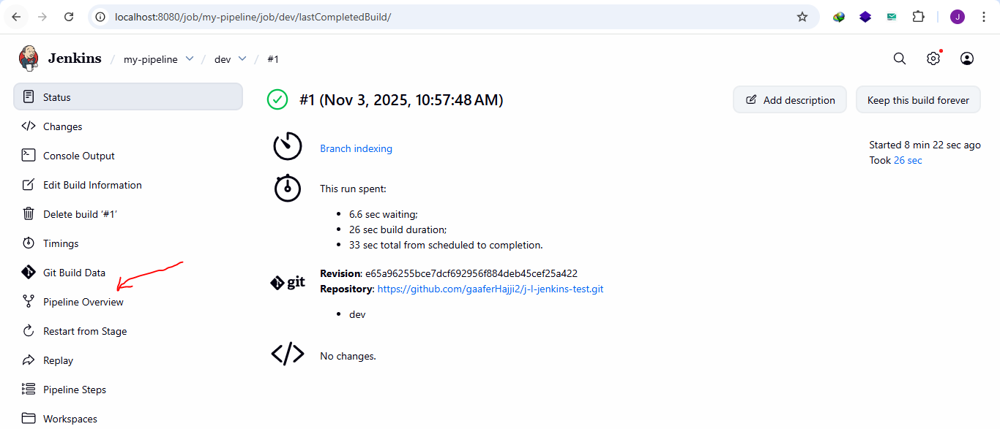 localhost:8080/job/my-pipeline/job/dev/lastCompletedBuild/
J
Jenkins / my-pipeline / dev / #1
Status
Changes
Console Output
Edit Build Information
Delete build ‘#1’
Timings
Git Build Data
Pipeline Overview
Restart from Stage
Replay
Pipeline Steps
Workspaces
#1 (Nov 3, 2025, 10:57:48 AM)
Add description
Keep this build forever
Started 8 min 22 sec ago
Took 26 sec
Branch indexing
This run spent:
• 6.6 sec waiting;
• 26 sec build duration;
• 33 sec total from scheduled to completion.
git
Revision: e65a96255bce7dcf692956f884deb45cef25a422
Repository: https://github.com/gaaferHajji2/j-l-jenkins-test.git
• dev
No changes.